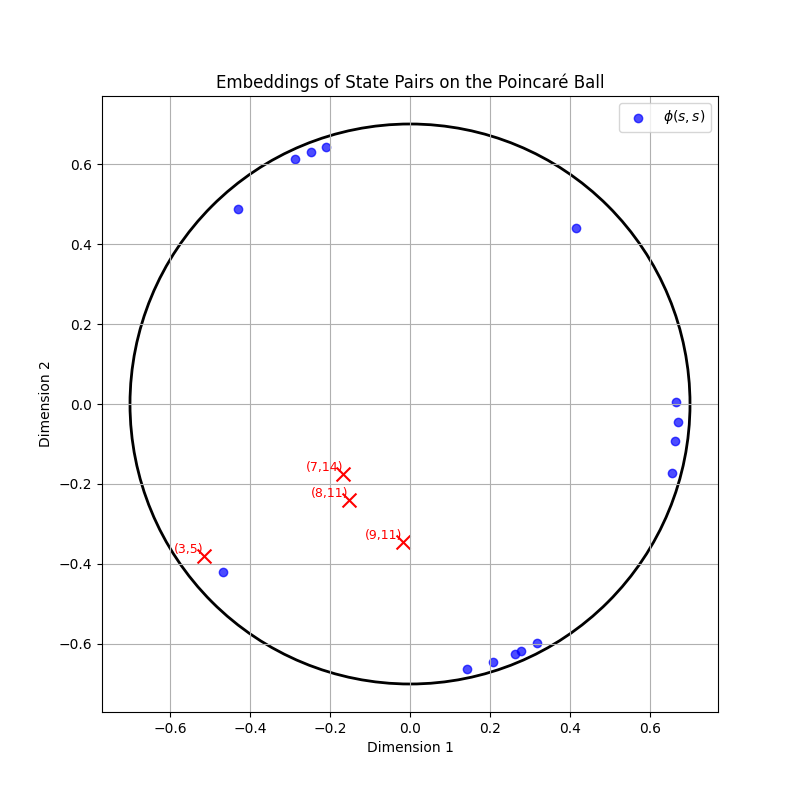 Embeddings of State Pairs on the Poincaré Ball
ϕ(s, s)
0.6
0.4
0.2
0.0
−0.2
−0.4
−0.6
Dimension 2
(7,14)
(8,11)
(9,11)
(3,5)
−0.6 −0.4 −0.2 0.0 0.2 0.4 0.6
Dimension 1